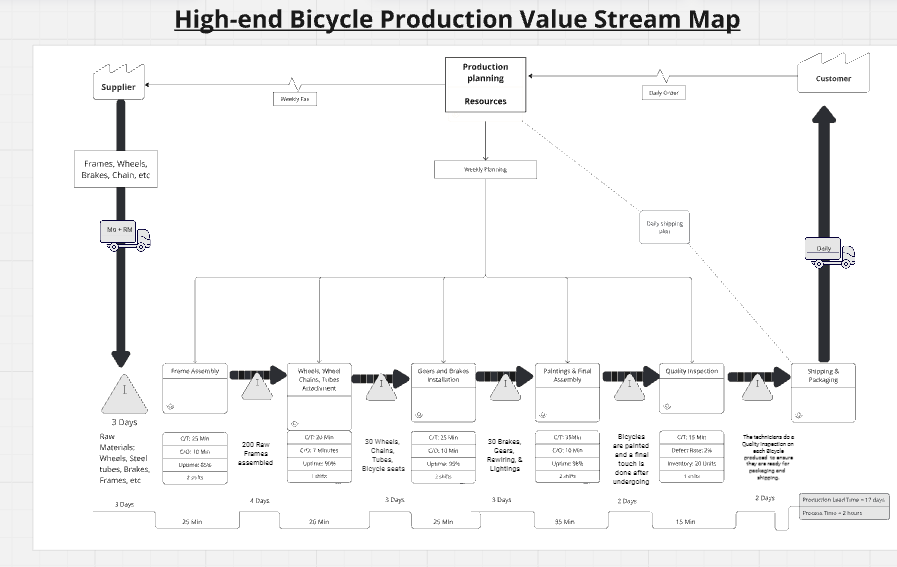 High-end Bicycle Production Value Stream Map
Supplier
Weekly Fax
Production
planning
Resources
Daily Order
Customer
Frames, Wheels,
Brakes, Chain, etc
Weekly Planning
Mo + RM
Daily shipping
plan
Daily
Frame Assembly
Wheels, Wheel
Chains, Tubes
Attachment
Gears and Brakes
Installation
Paintings & Final
Assembly
Quality Inspection
Shipping &
Packaging
I
I
I
I
I
I
3 Days
Raw
Materials:
Wheels, Steel
tubes, Brakes,
Frames, etc
C/T: 25 Min
C/O: 10 Min
Uptime: 85%
2 shifts
200 Raw
Frames
assembled
C/T: 20 Min
C/O: 7 Minutes
Uptime: 90%
1 shifts
30 Wheels,
Chains,
Tubes,
Bicycle seats
C/T: 25 Min
C/O: 10 Min
Uptime: 95%
2 shifts
30 Brakes,
Gears,
Rewiring, &
Lightings
C/T: 35Min
C/O: 10 Min
Uptime: 98%
2 shifts
Bicycles
are painted
and a final
touch is
done after
undergoing
C/T: 15 Min
Defect Rate: 2%
Inventory: 20 Units
1 shifts
The technicians do a
Quality inspection on
each Bicycle
produced to ensure
they are ready for
packaging and
shipping.
3 Days
4 Days
3 Days
3 Days
2 Days
2 Days
25 Min
20 Min
25 Min
35 Min
15 Min
Production Lead Time = 17 days
Process Time = 2 hours